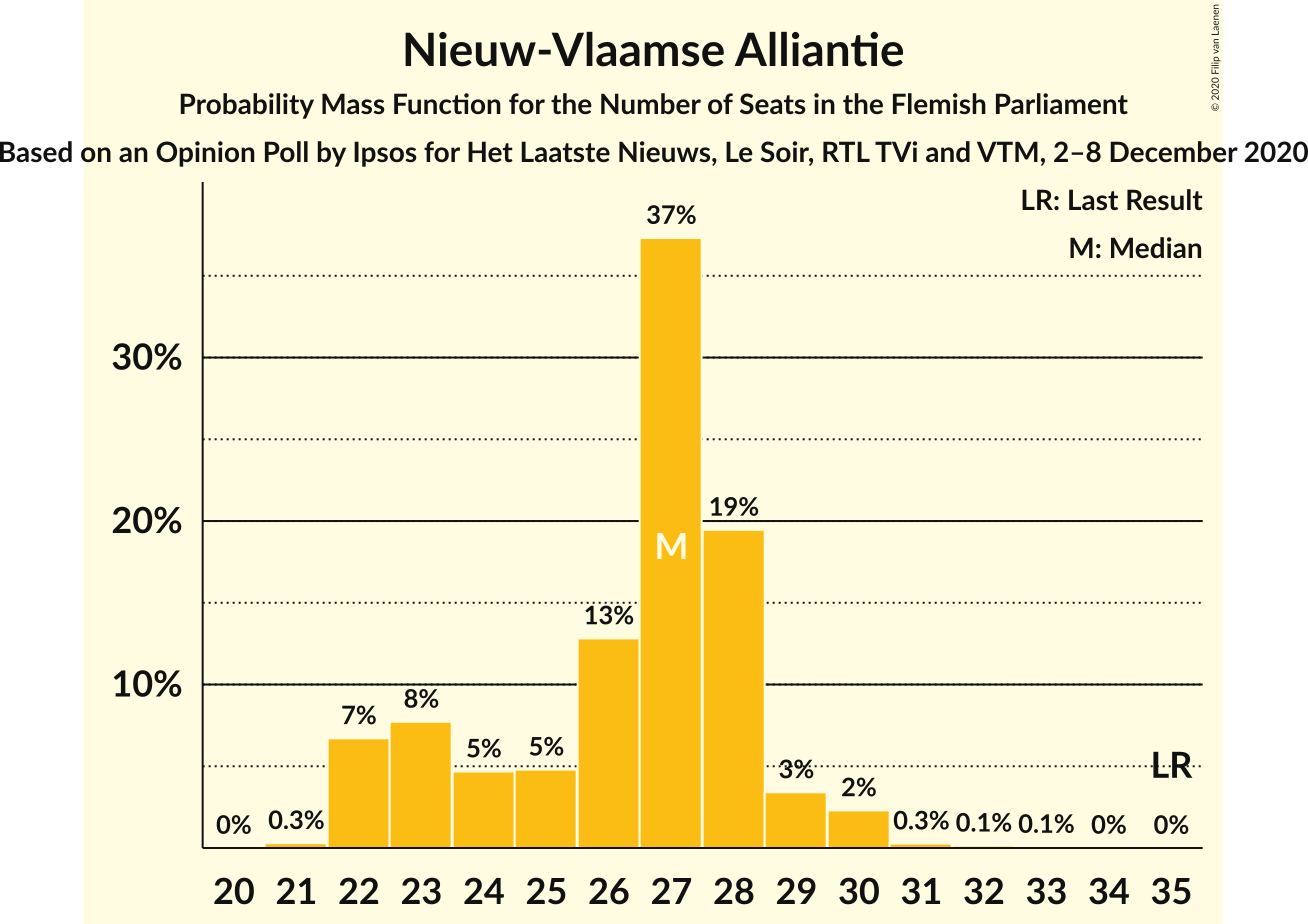 Nieuw-Vlaamse Alliantie
Probability Mass Function for the Number of Seats in the Flemish Parliament
Based on an Opinion Poll by Ipsos for Het Laatste Nieuws, Le Soir, RTL TVi and VTM, 2–8 December 2020
© 2020 Filip van Laenen
LR: Last Result
M: Median
37%
30%
20%
19%
M
13%
10%
8%
7%
5%
5%
3%
LR
2%
0%
0.3%
0.3%
0.1%
0.1%
0%
0%
20 21 22 23 24 25 26 27 28 29 30 31 32 33 34 35